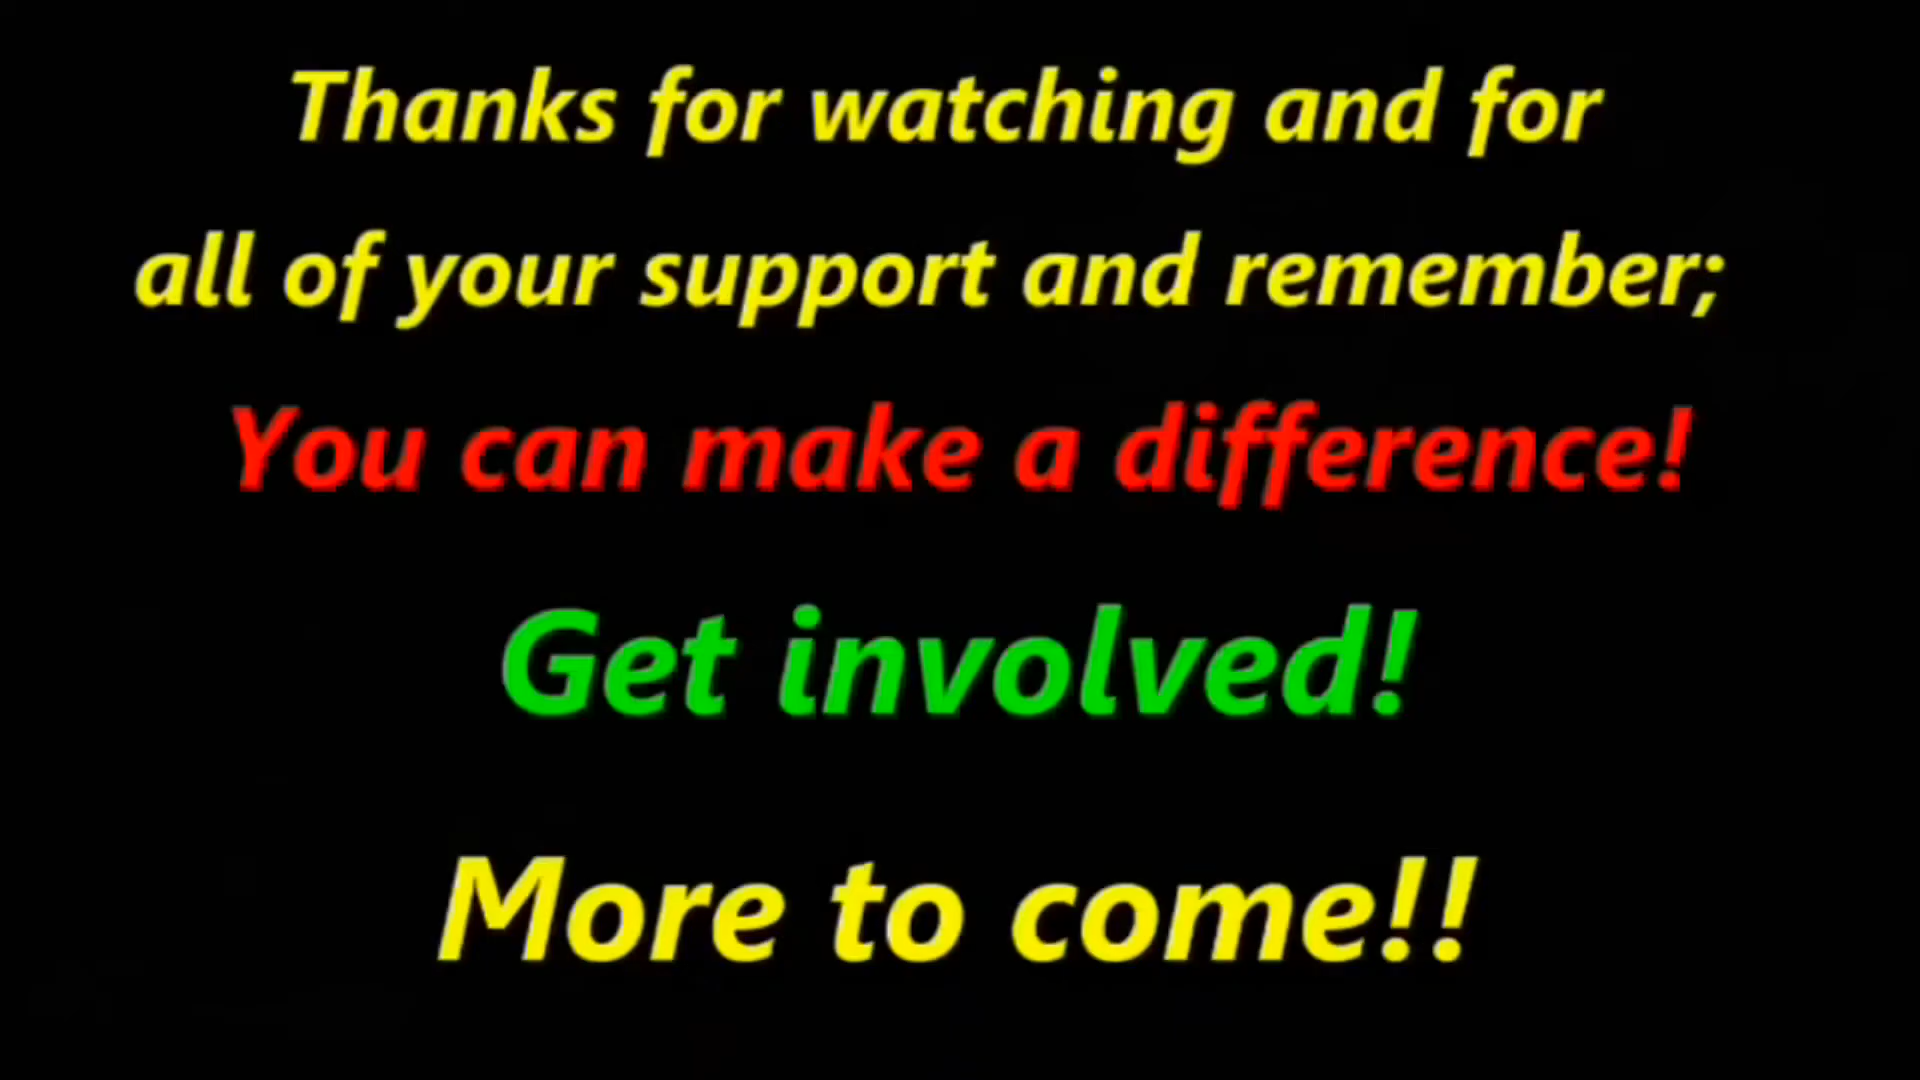 Thanks for watching and for
all of your support and remember;
You can make a difference!
Get involved!
More to come!!